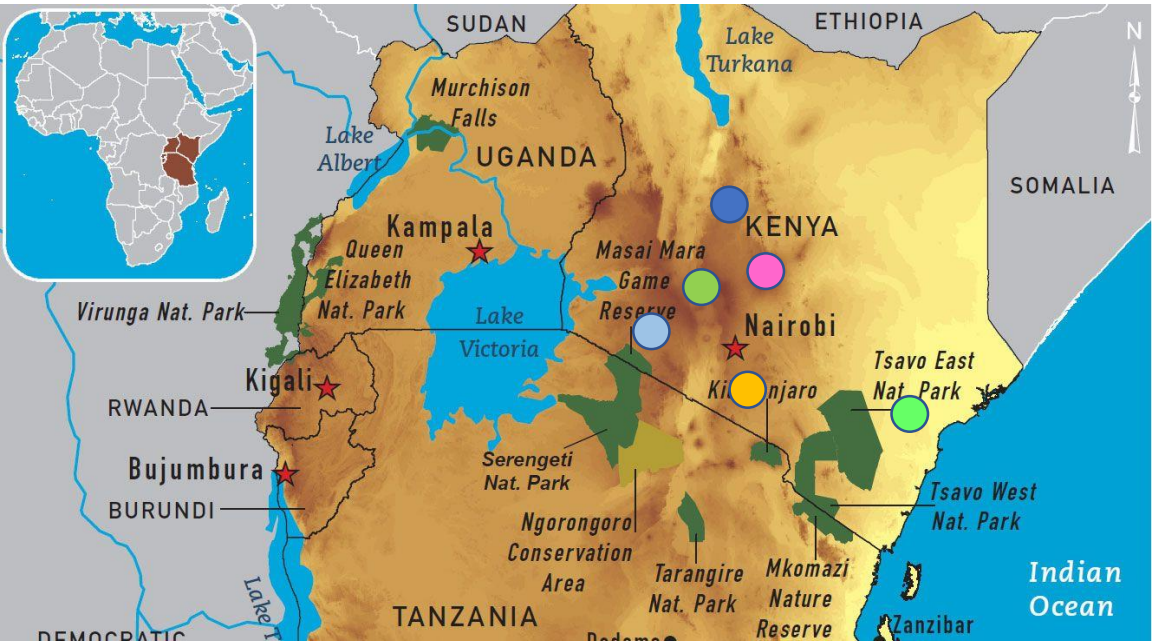 SUDAN
ETHIOPIA
N
Lake
Turkana
Murchison
Falls
Lake
Albert
UGANDA
SOMALIA
Kampala
KENYA
Queen
Elizabeth
Nat. Park
Masai Mara
Game
Reserve
Virunga Nat. Park
Lake
Victoria
Nairobi
Kigali
Tsavo East
Nat. Park
RWANDA
Serengeti
Nat. Park
Bujumbura
BURUNDI
Tsavo West
Nat. Park
Ngorongoro
Conservation
Area
Tarangire
Nat. Park
Mkomazi
Nature
Reserve
Indian
Ocean
Lake T
TANZANIA
Zanzibar